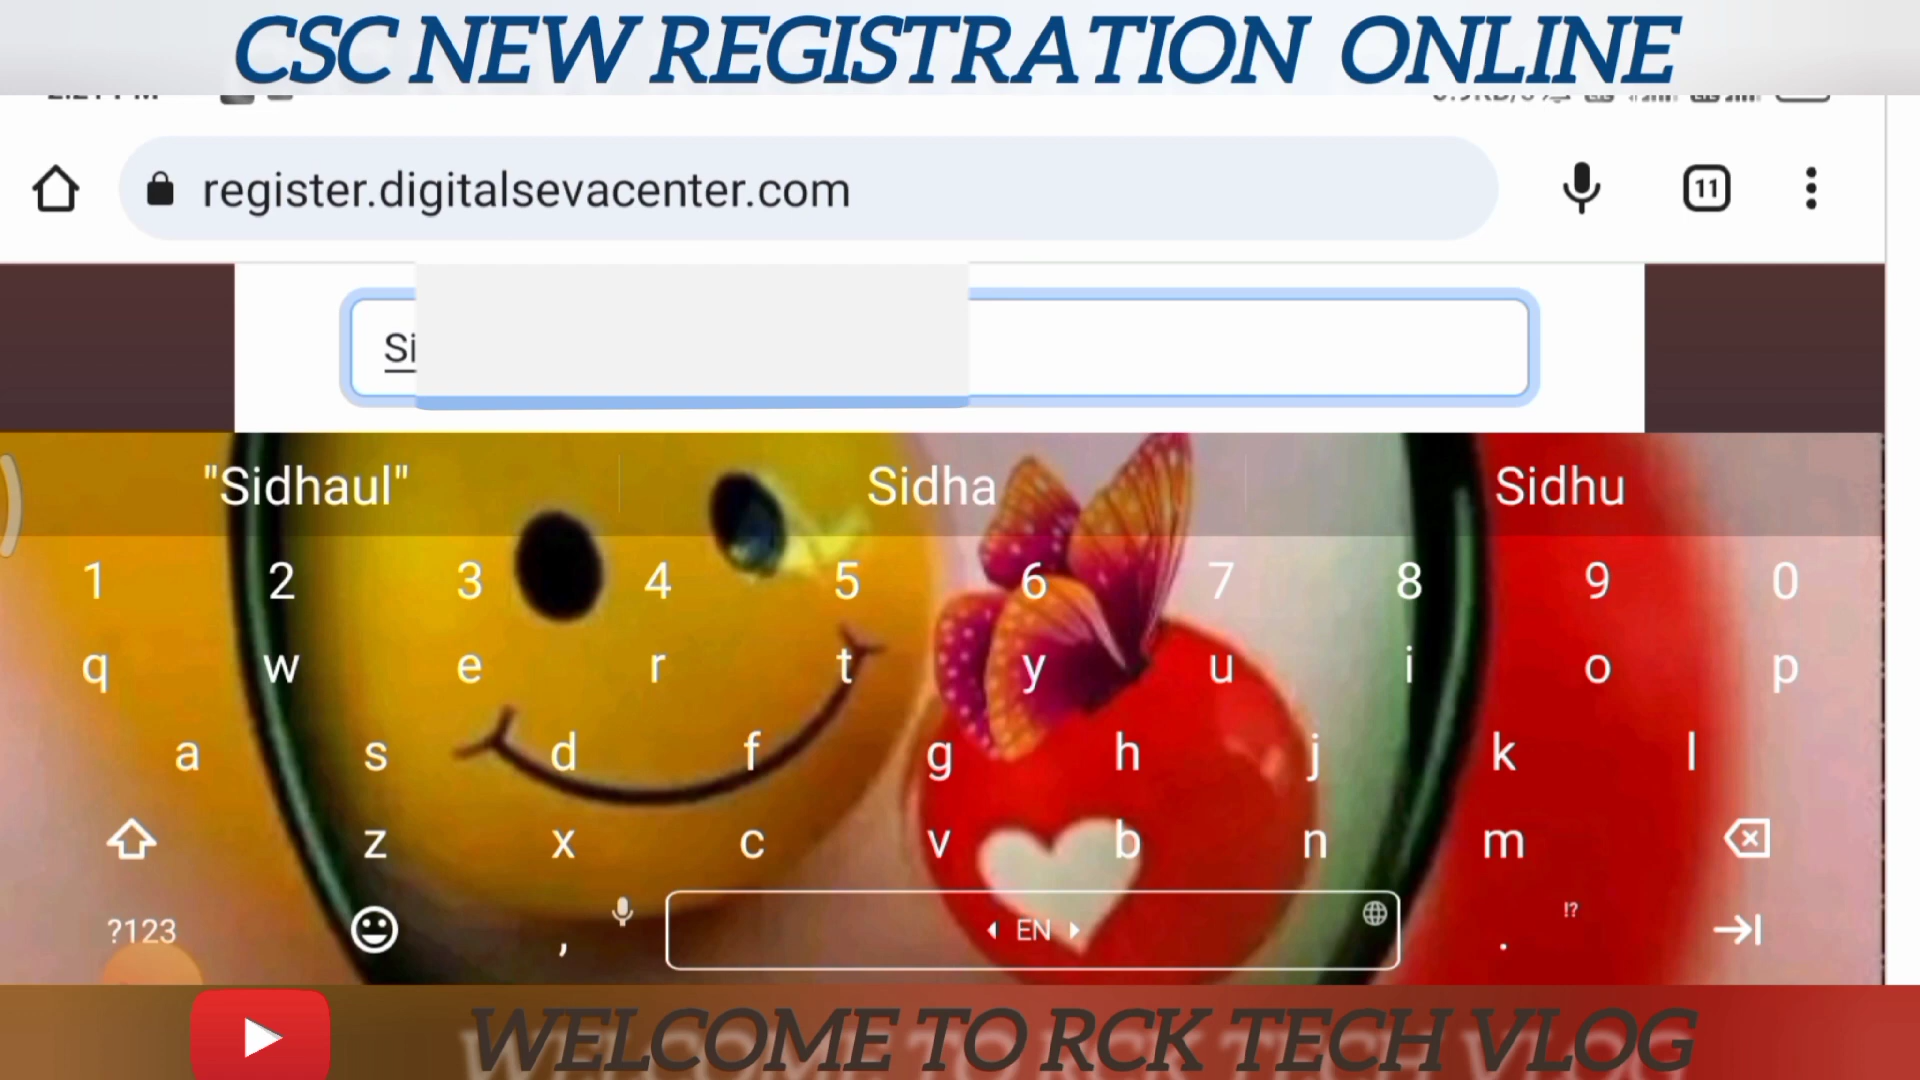 CSC NEW REGISTRATION ONLINE
register.digitalsevacenter.com
11
Si
"Sidhaul" Sidha Sidhu
1 2 3 4 5 6 7 8 9 0
q w e r t y u i o p
a s d f g h j k l
z x c v b n m
?123 , EN . !?
WELCOME TO RCK TECH VLOG